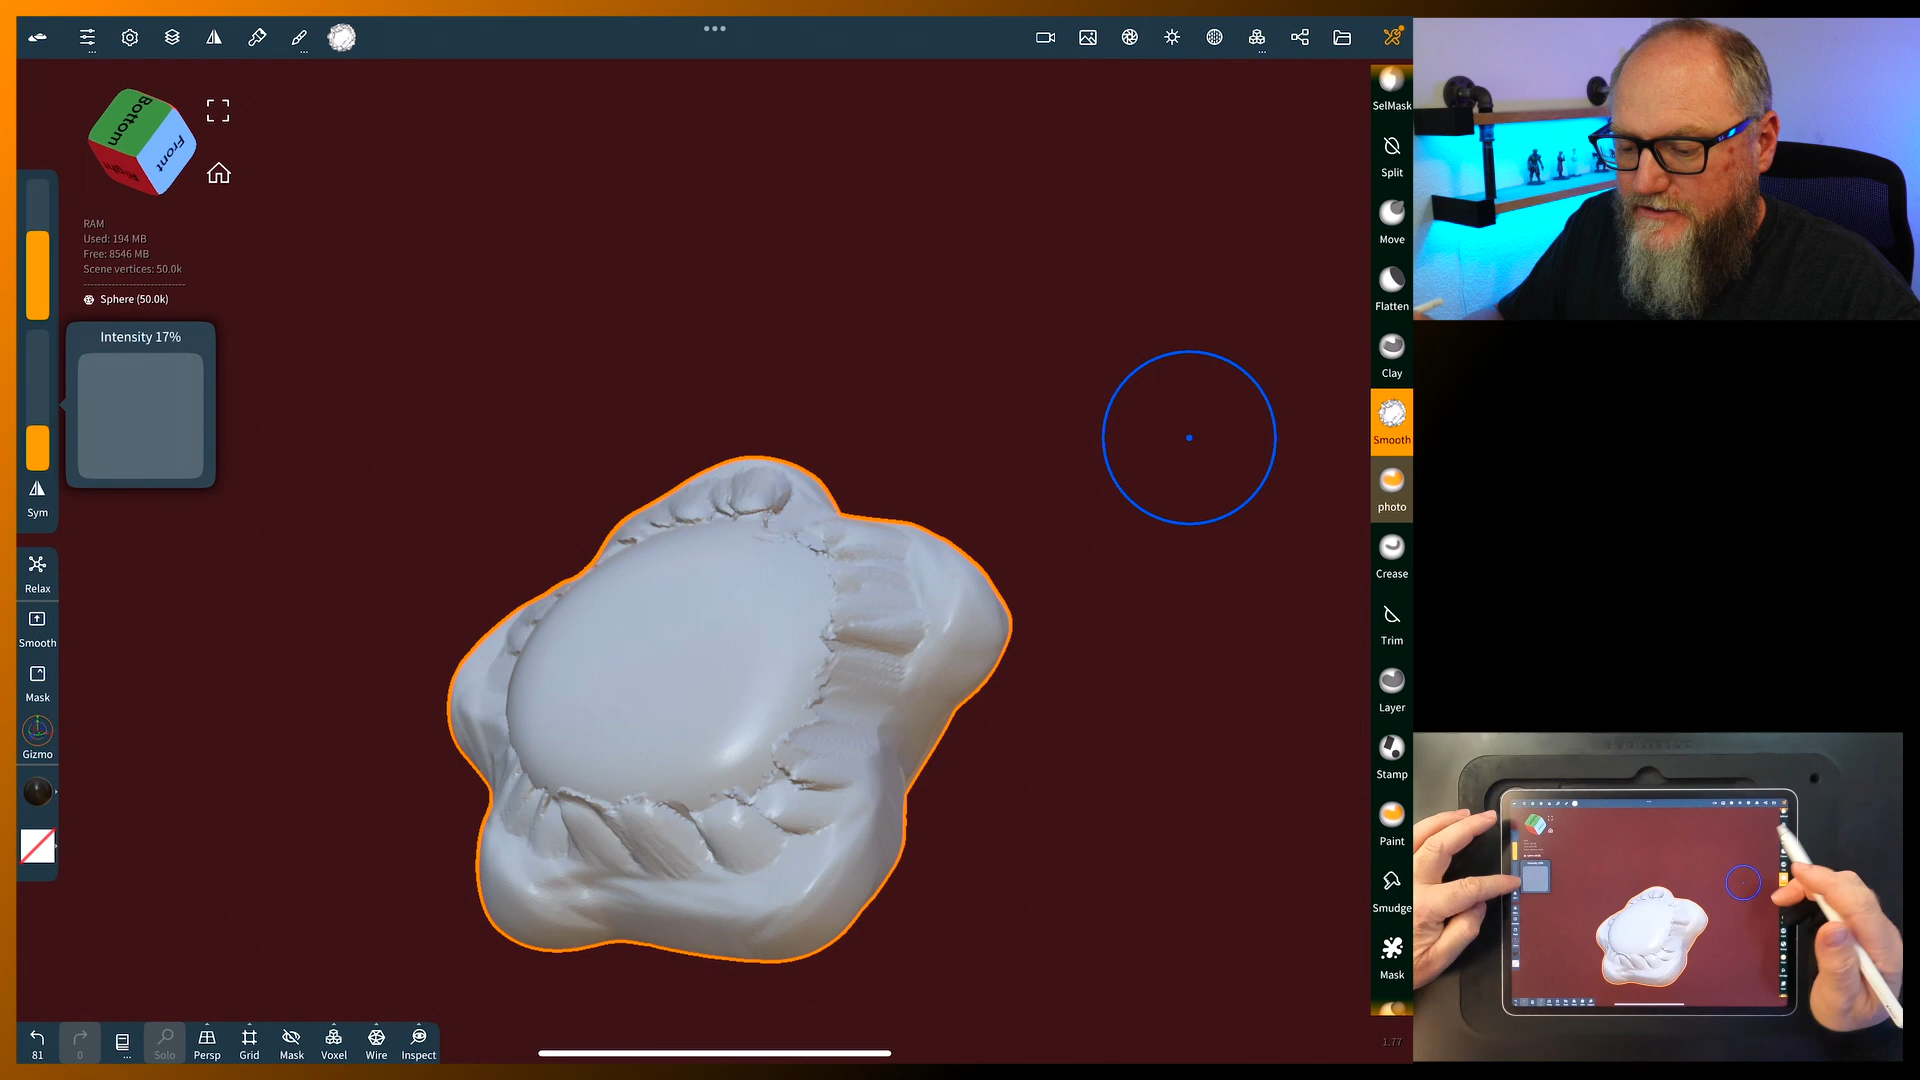 Bottom
Front
Right
RAM
Used: 194 MB
Free: 8546 MB
Scene vertices: 50.0k
Sphere (50.0k)
Intensity 17%
Sym
Relax
Smooth
Mask
Gizmo
81
0
Solo
Persp
Grid
Mask
Voxel
Wire
Inspect
SelMask
Split
Move
Flatten
Clay
Smooth
photo
Crease
Trim
Layer
Stamp
Paint
Smudge
Mask
1.77